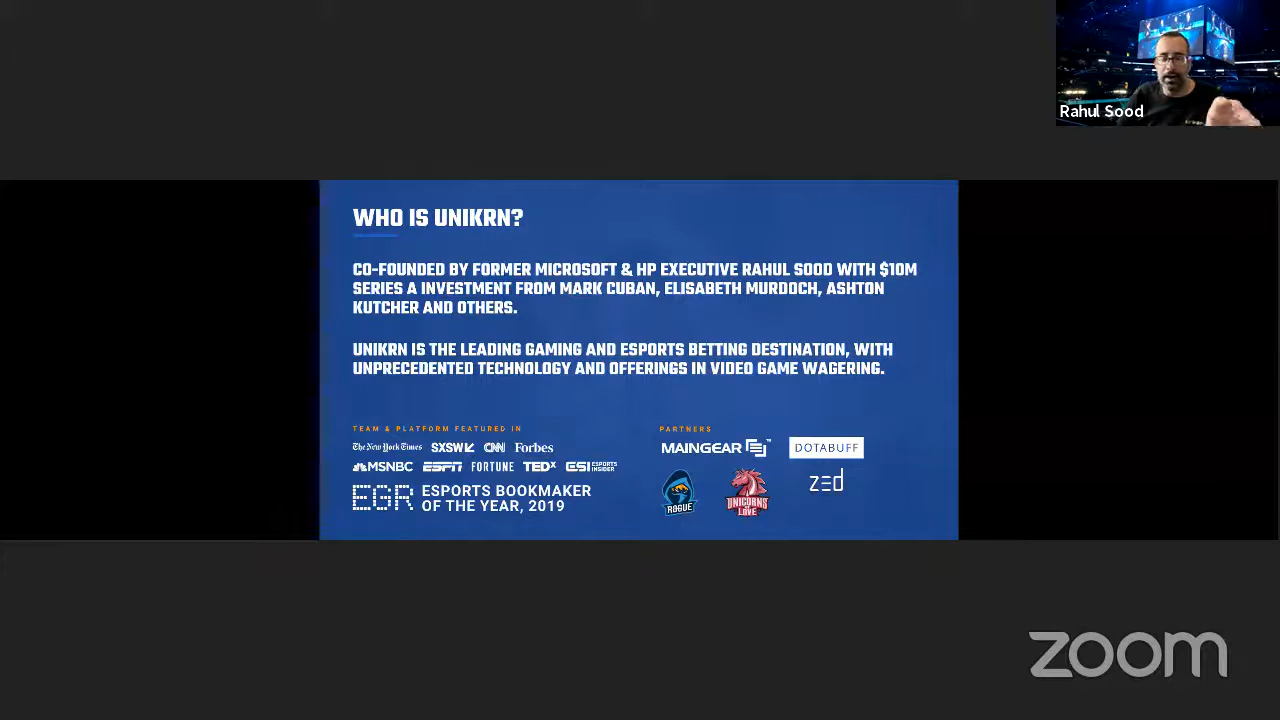 Rahul Sood
WHO IS UNIKRN?
CO-FOUNDED BY FORMER MICROSOFT & HP EXECUTIVE RAHUL SOOD WITH $10M
SERIES A INVESTMENT FROM MARK CUBAN, ELISABETH MURDOCH, ASHTON
KUTCHER AND OTHERS.
UNIKRN IS THE LEADING GAMING AND ESPORTS BETTING DESTINATION, WITH
UNPRECEDENTED TECHNOLOGY AND OFFERINGS IN VIDEO GAME WAGERING.
TEAM & PLATFORM FEATURED IN
The New York Times SXSW CNN Forbes
MSNBC ESPN FORTUNE TEDx ESI ESPORTS INSIDER
EGR ESPORTS BOOKMAKER
OF THE YEAR, 2019
PARTNERS
MAINGEAR™ DOTABUFF
ROGUE UNICORNS OF LOVE zed
zoom